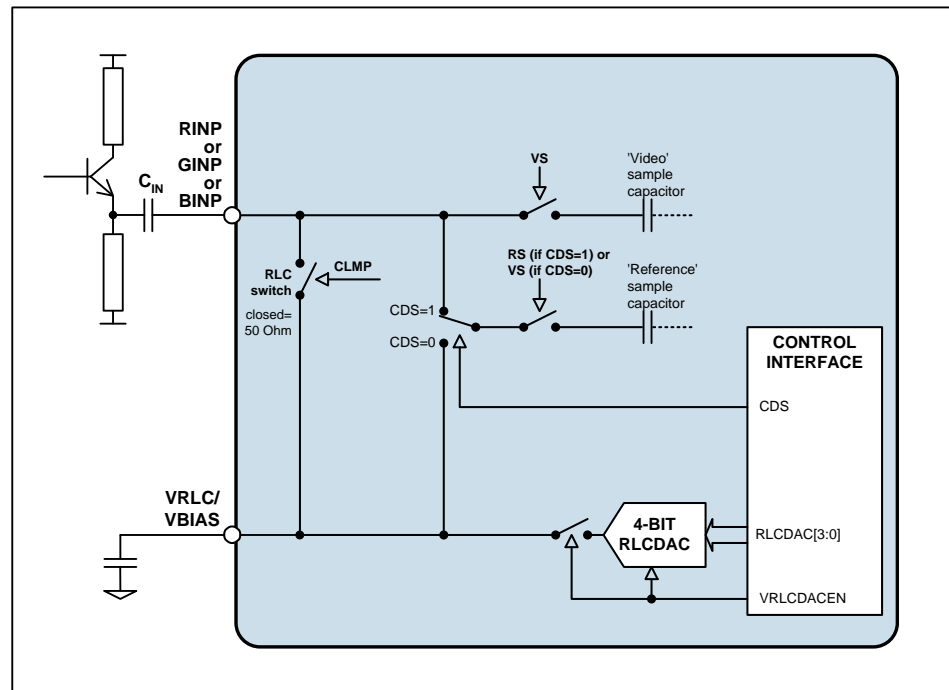 RINP
or
GINP
or
BINP
C_IN
VS
'Video'
sample
capacitor
RLC
switch
closed=
50 Ohm
CLMP
RS (if CDS=1) or
VS (if CDS=0)
'Reference'
sample
capacitor
CDS=1
CDS=0
CONTROL
INTERFACE
CDS
VRLC/
VBIAS
4-BIT
RLCDAC
RLCDAC[3:0]
VRLCDACEN